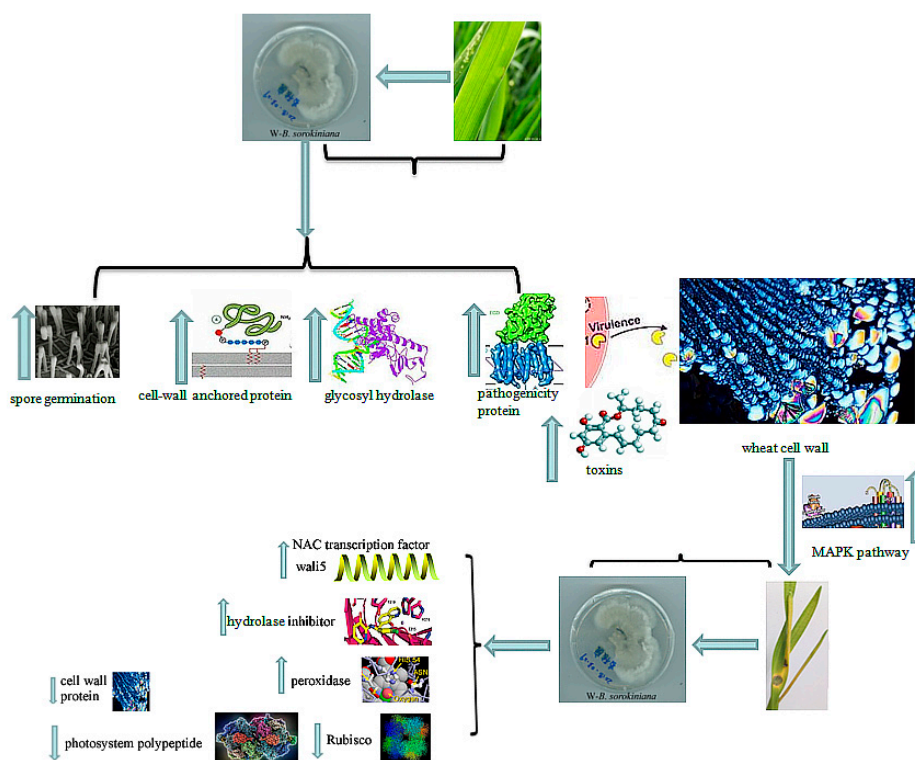 W-B. sorokiniana
Virulence
spore germination
cell-wall anchored protein
glycosyl hydrolase
pathogenicity
protein
toxins
wheat cell wall
MAPK pathway
NAC transcription factor
wali5
hydrolase inhibitor
peroxidase
cell wall
protein
photosystem polypeptide
Rubisco
W-B. sorokiniana